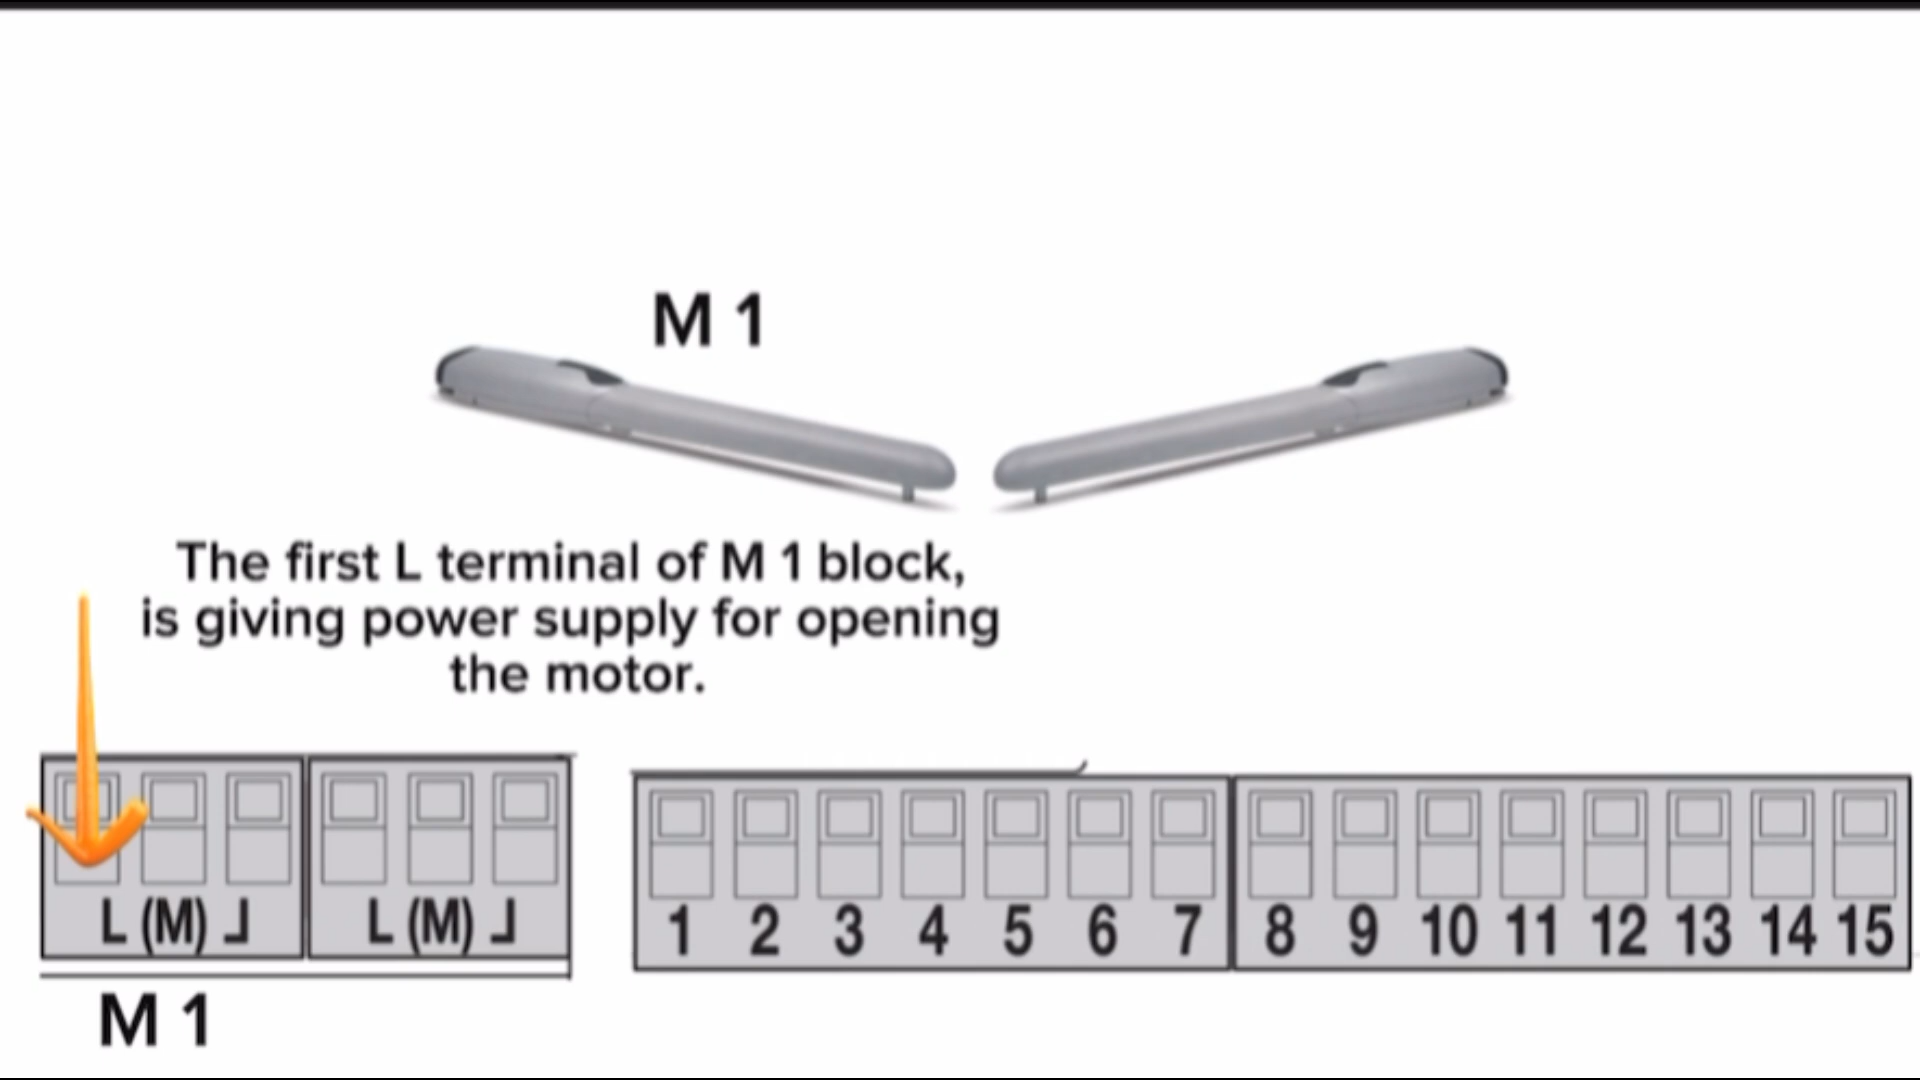 M 1
The first L terminal of M 1 block,
is giving power supply for opening
the motor.
L (M) ⅃ L (M) ⅃
1 2 3 4 5 6 7 8 9 10 11 12 13 14 15
M 1